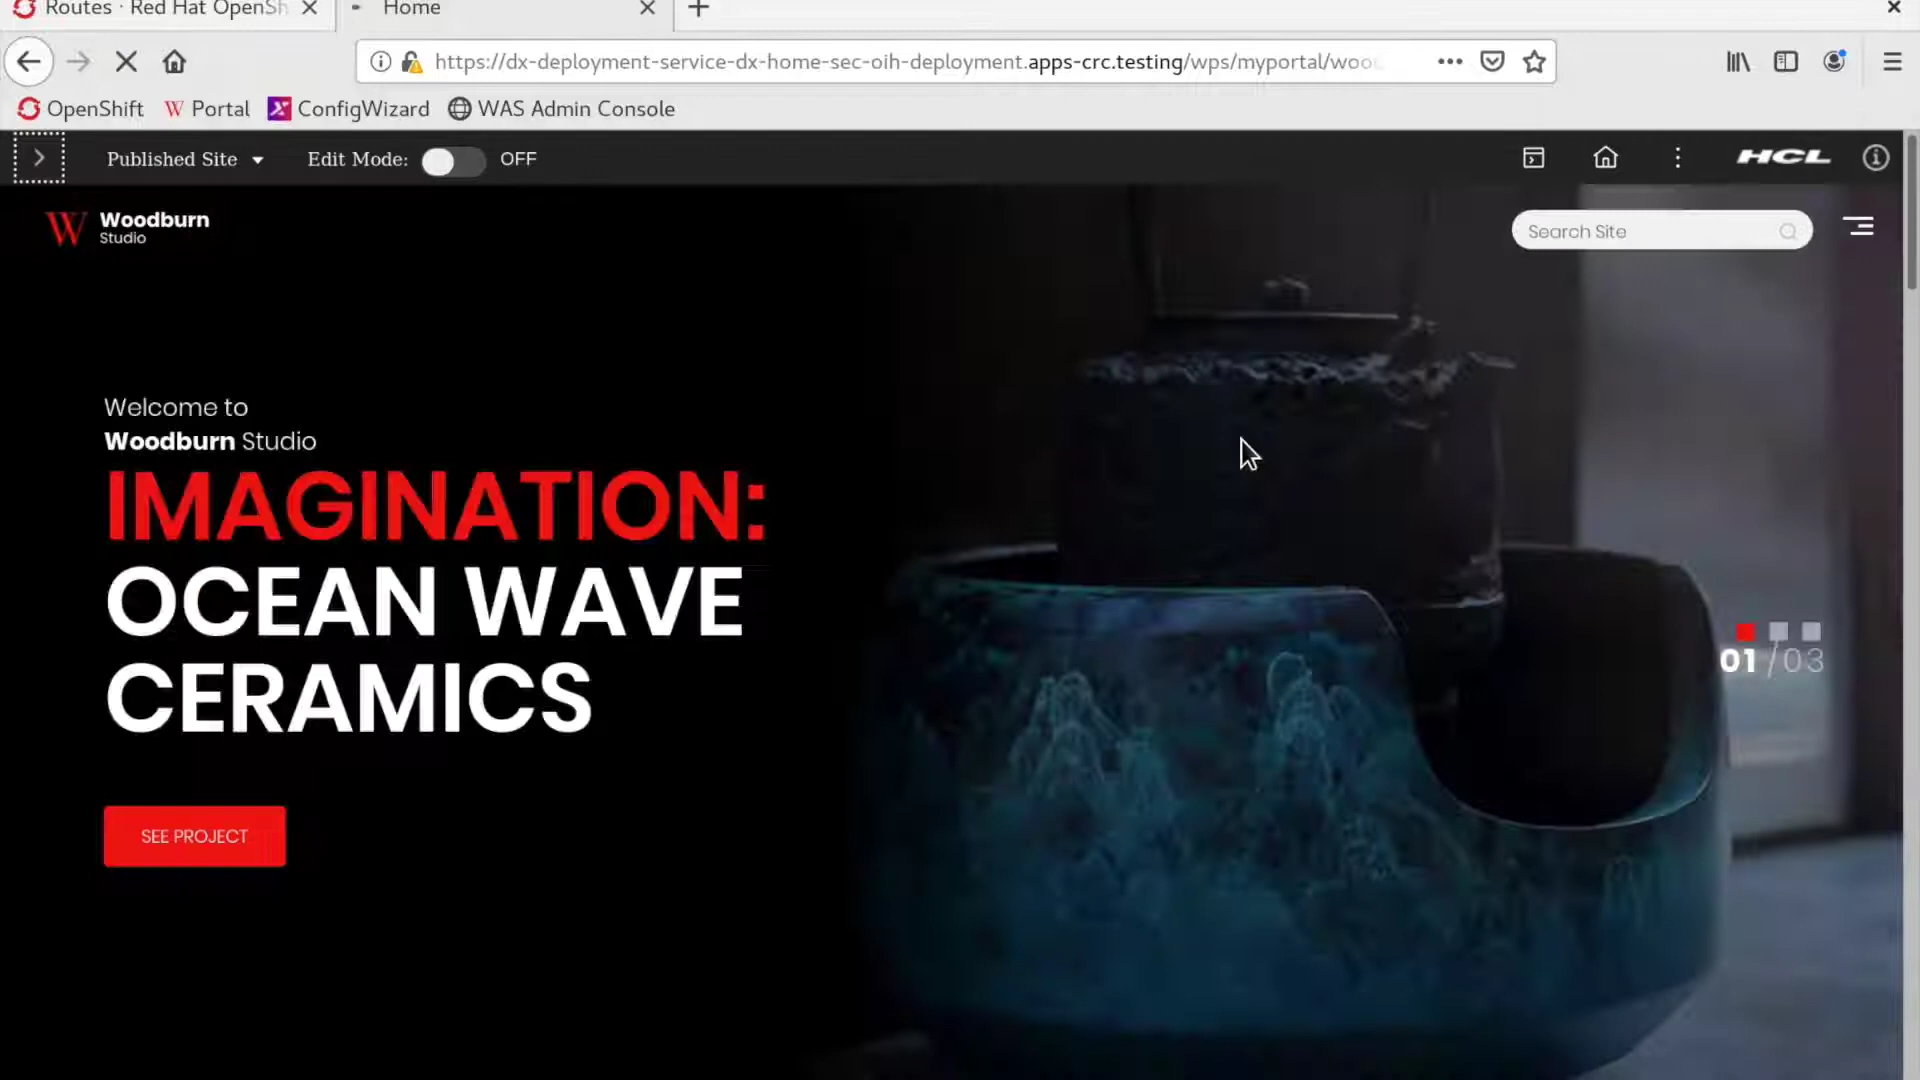 Routes · Red Hat OpenSh
Home
https://dx-deployment-service-dx-home-sec-oih-deployment.apps-crc.testing/wps/myportal/woo
OpenShift
Portal
ConfigWizard
WAS Admin Console
Published Site
Edit Mode:
OFF
HCL
W Woodburn
Studio
Search Site
Welcome to
Woodburn Studio
IMAGINATION:
OCEAN WAVE
CERAMICS
01 /03
SEE PROJECT